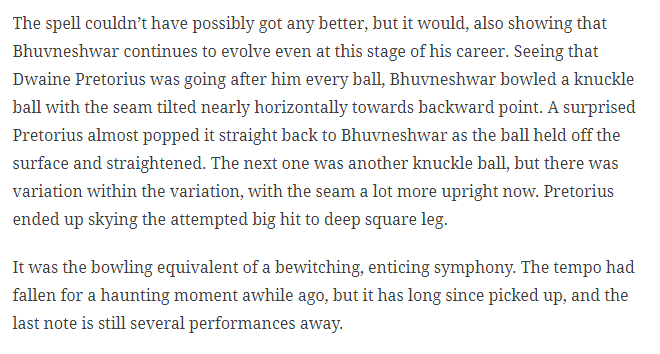 The spell couldn’t have possibly got any better, but it would, also showing that
Bhuvneshwar continues to evolve even at this stage of his career. Seeing that
Dwaine Pretorius was going after him every ball, Bhuvneshwar bowled a knuckle
ball with the seam tilted nearly horizontally towards backward point. A surprised
Pretorius almost popped it straight back to Bhuvneshwar as the ball held off the
surface and straightened. The next one was another knuckle ball, but there was
variation within the variation, with the seam a lot more upright now. Pretorius
ended up skying the attempted big hit to deep square leg.
It was the bowling equivalent of a bewitching, enticing symphony. The tempo had
fallen for a haunting moment awhile ago, but it has long since picked up, and the
last note is still several performances away.